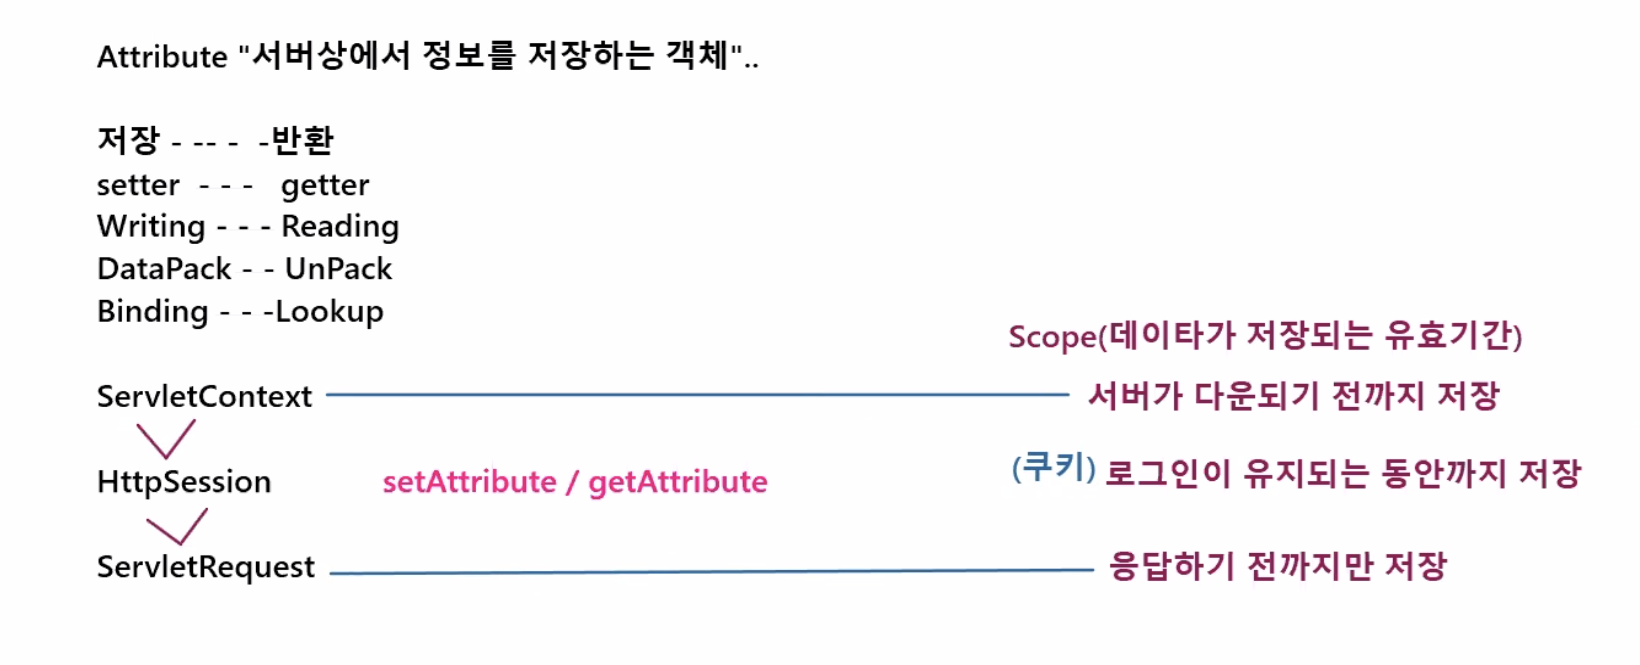 Attribute "서버상에서 정보를 저장하는 객체"..
저장 - -- -  -반환
setter  - - -   getter
Writing - - - Reading
DataPack - - UnPack
Binding - - -Lookup
Scope(데이타가 저장되는 유효기간)
ServletContext 서버가 다운되기 전까지 저장
HttpSession setAttribute / getAttribute (쿠키) 로그인이 유지되는 동안까지 저장
ServletRequest 응답하기 전까지만 저장